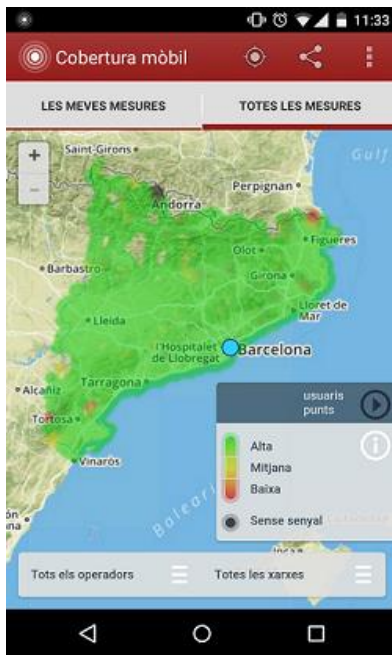 11:33
Cobertura mòbil
LES MEVES MESURES
TOTES LES MESURES
+
-
Saint-Girons
Gulf
Perpignan
Andorra
Figueres
Olot
Girona
Barbastro
Lloret de
Mar
Lleida
l'Hospitalet
de Llobregat
Barcelona
Alcañiz
Tarragona
Tortosa
Vinaròs
usuaris
punts
Alta
Mitjana
Baixa
Sense senyal
Baleari
Tots els operadors
Totes les xarxes